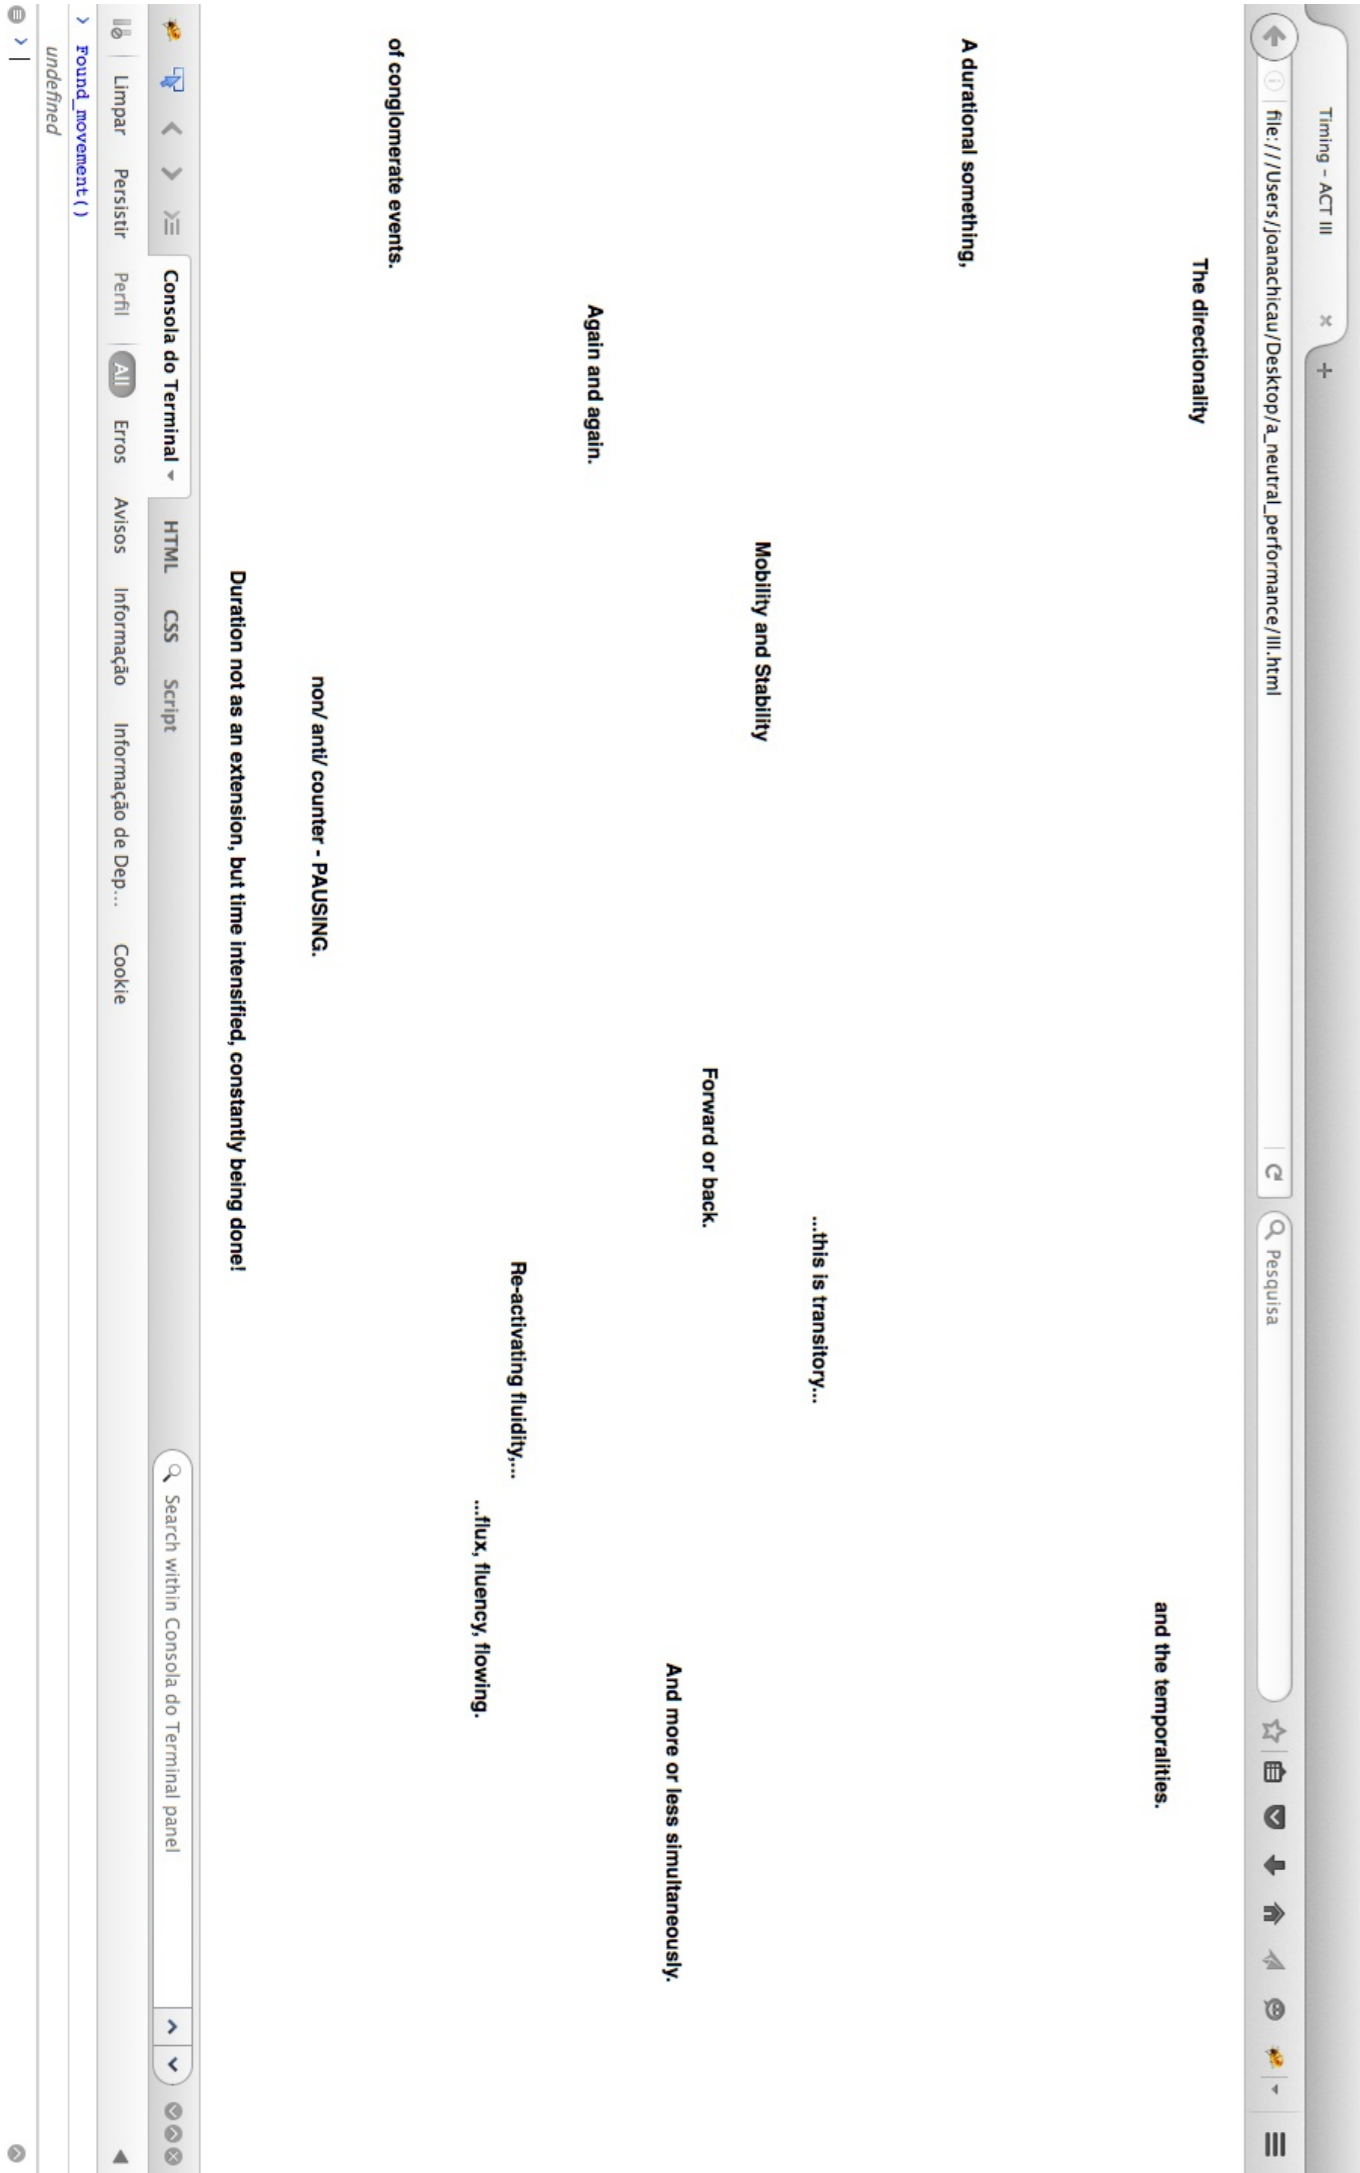 Timing – ACT III
file:///Users/joanachicau/Desktop/a_neutral_performance/III.html
Pesquisa
The directionality
and the temporalities.
A durational something,
...this is transitory...
Mobility and Stability
Forward or back.
And more or less simultaneously.
Again and again.
Re-activating fluidity,...
...flux, fluency, flowing.
of conglomerate events.
non/ anti/ counter - PAUSING.
Duration not as an extension, but time intensified, constantly being done!
Consola do Terminal HTML CSS Script Search within Consola do Terminal panel
Limpar Persistir Perfil All Erros Avisos Informação Informação de Dep... Cookie
Found_movement()
undefined